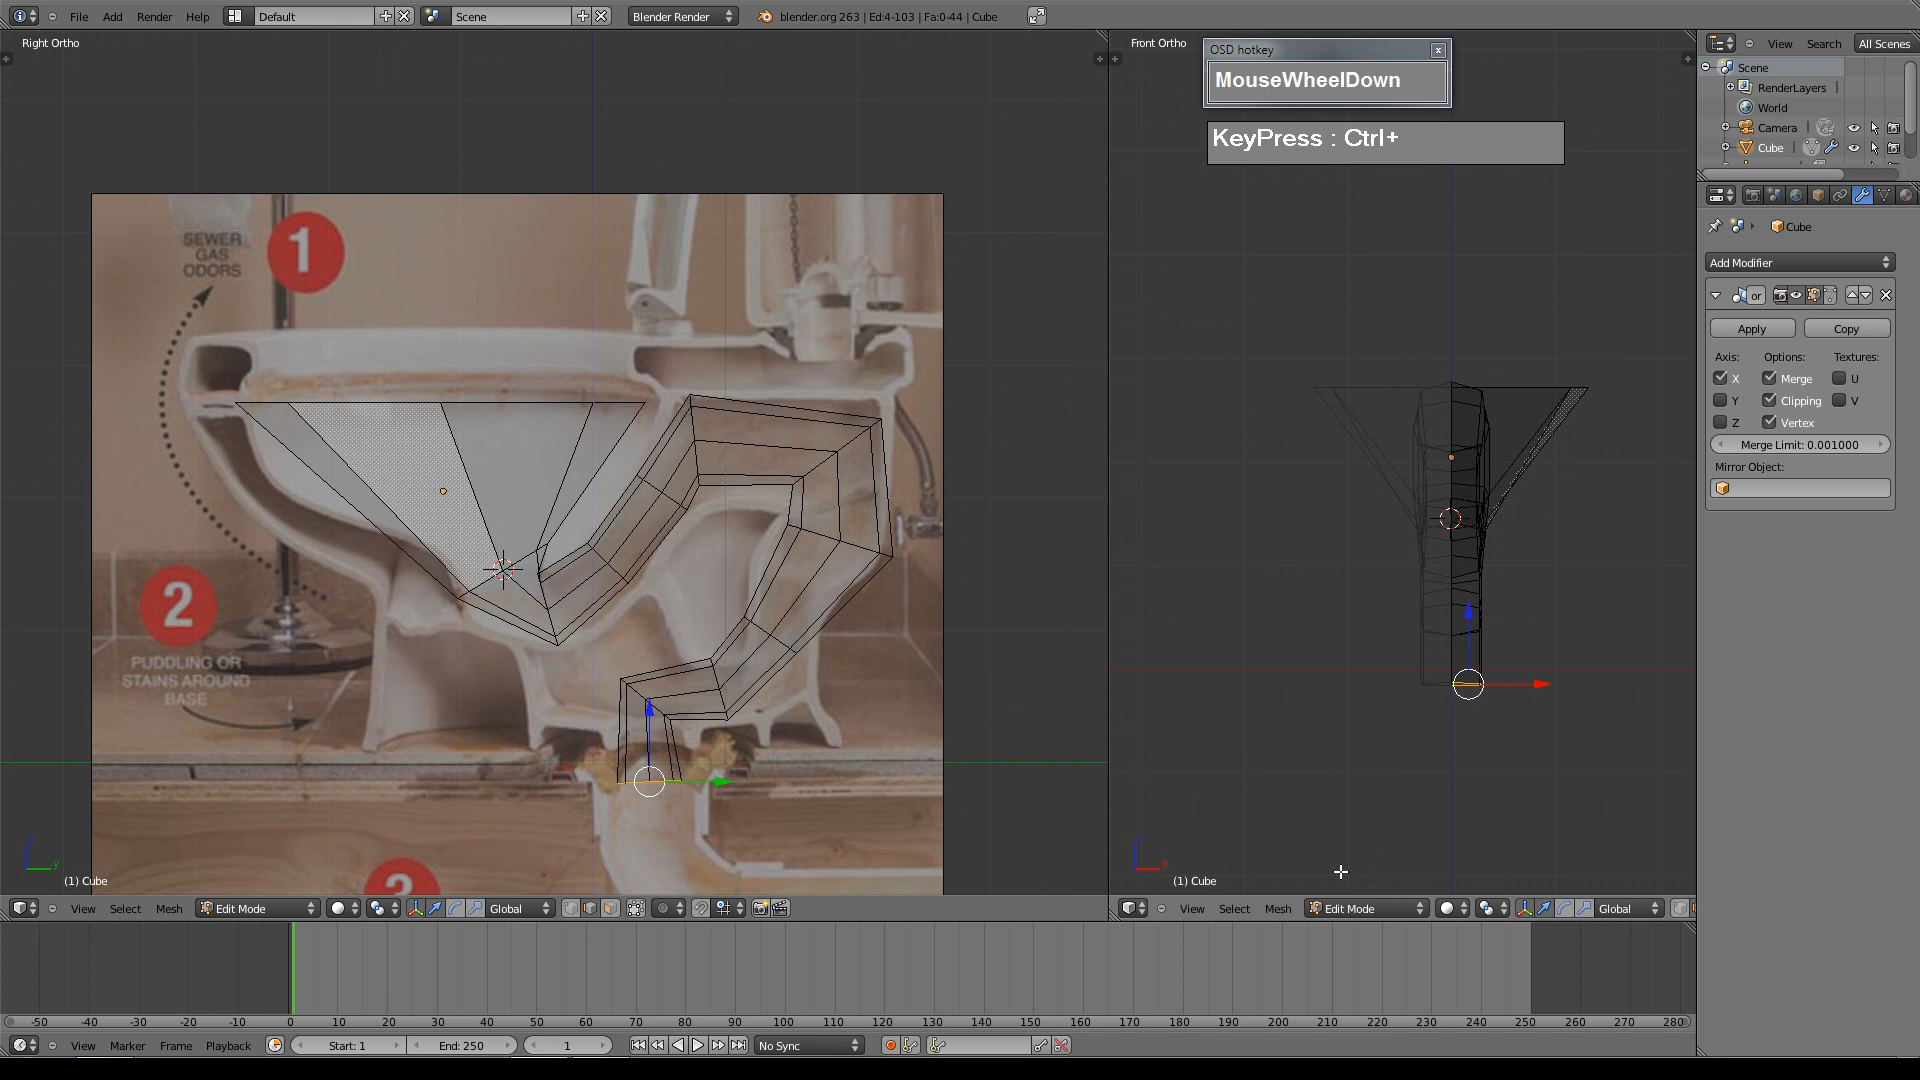 File Add Render Help Default Scene Blender Render blender.org 263 | Ed:4-103 | Fa:0-44 | Cube
Right Ortho
Front Ortho
OSD hotkey
MouseWheelDown
KeyPress : Ctrl+
View Search All Scenes
Scene
RenderLayers
World
Camera
Cube
Cube
Add Modifier
or
Apply Copy
Axis: Options: Textures:
X Merge U
Y Clipping V
Z Vertex
Merge Limit: 0.001000
Mirror Object:
SEWER
GAS
ODORS
1
2
PUDDLING OR
STAINS AROUND
BASE
3
z
y
x
(1) Cube
(1) Cube
View Select Mesh Edit Mode Global
View Select Mesh Edit Mode Global
-50 -40 -30 -20 -10 0 10 20 30 40 50 60 70 80 90 100 110 120 130 140 150 160 170 180 190 200 210 220 230 240 250 260 270 280
View Marker Frame Playback Start: 1 End: 250 1 No Sync